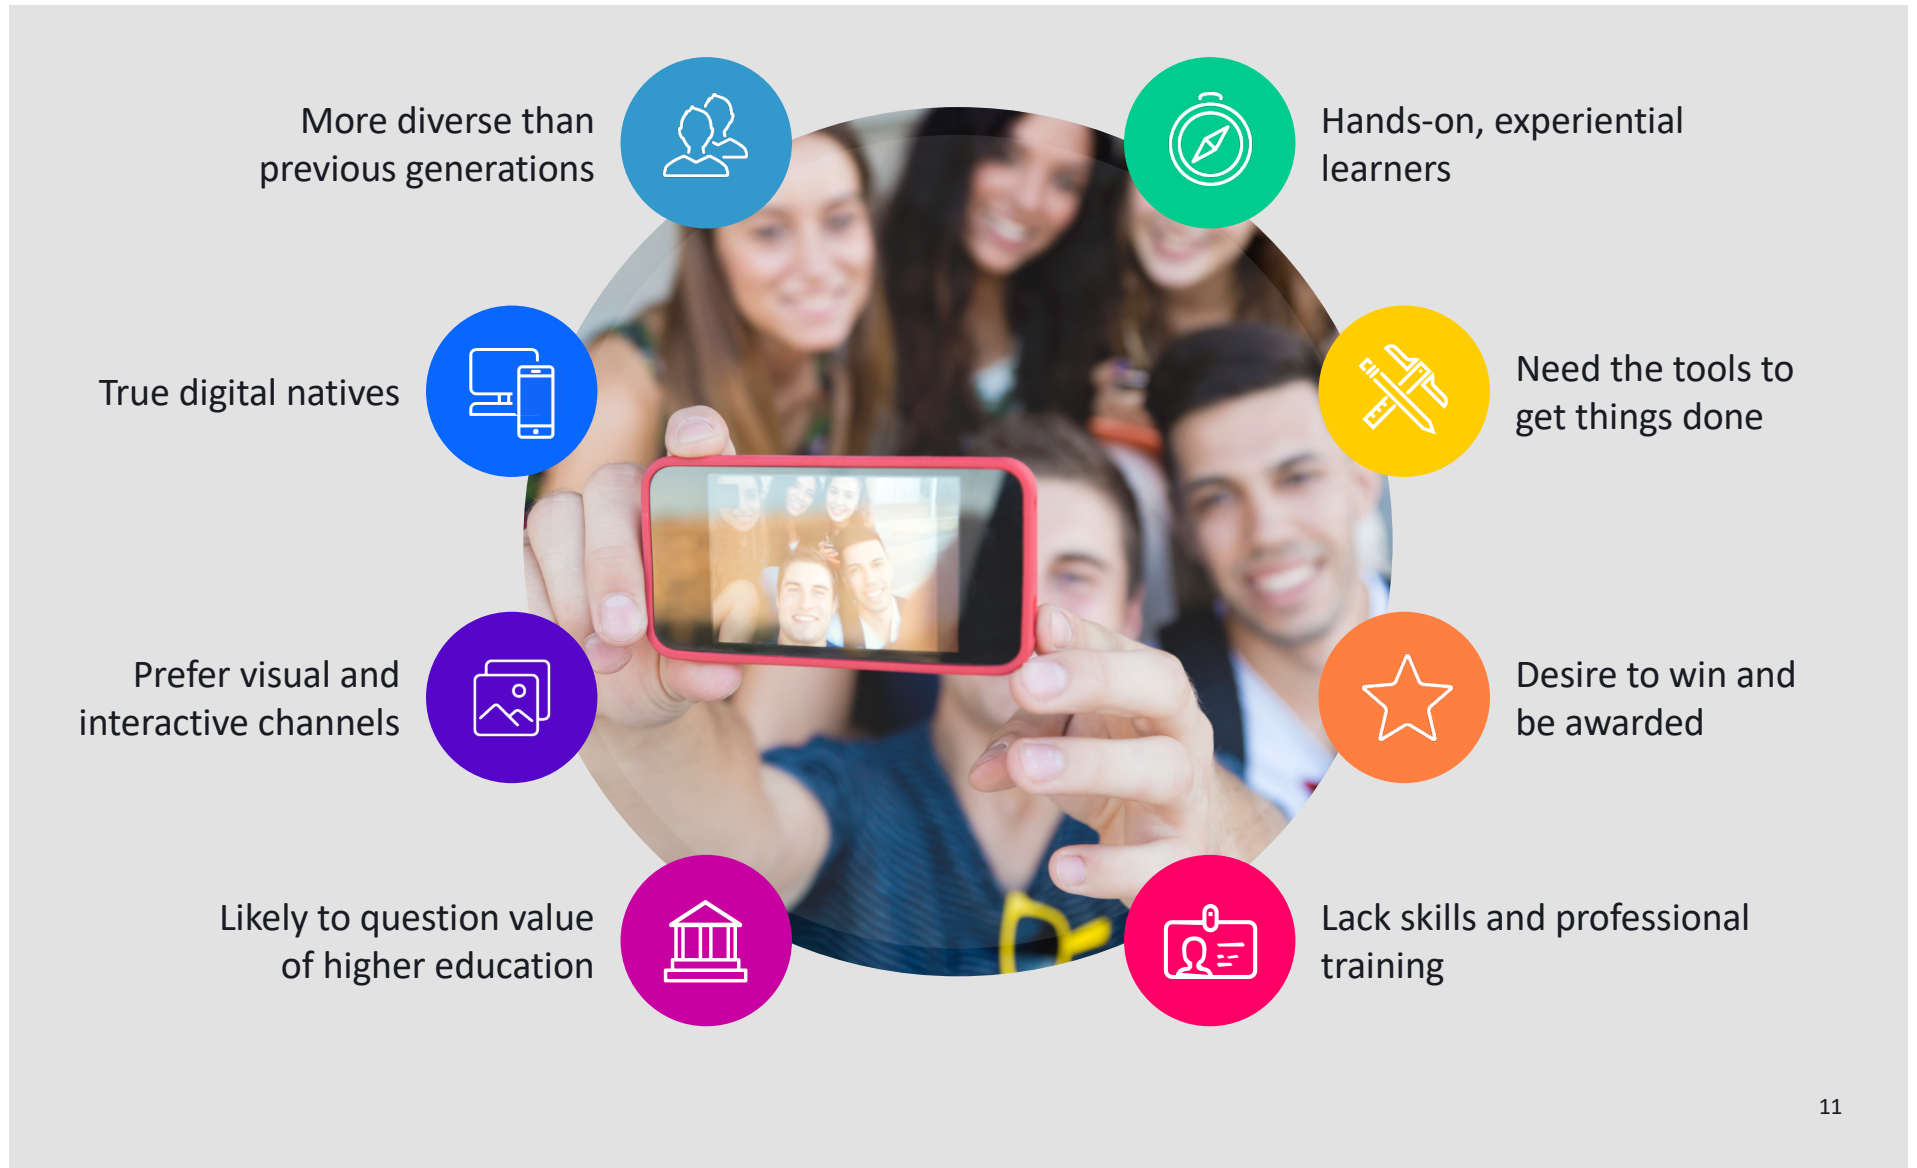 More diverse than
previous generations
True digital natives
Prefer visual and
interactive channels
Likely to question value
of higher education
Hands-on, experiential
learners
Need the tools to
get things done
Desire to win and
be awarded
Lack skills and professional
training
11